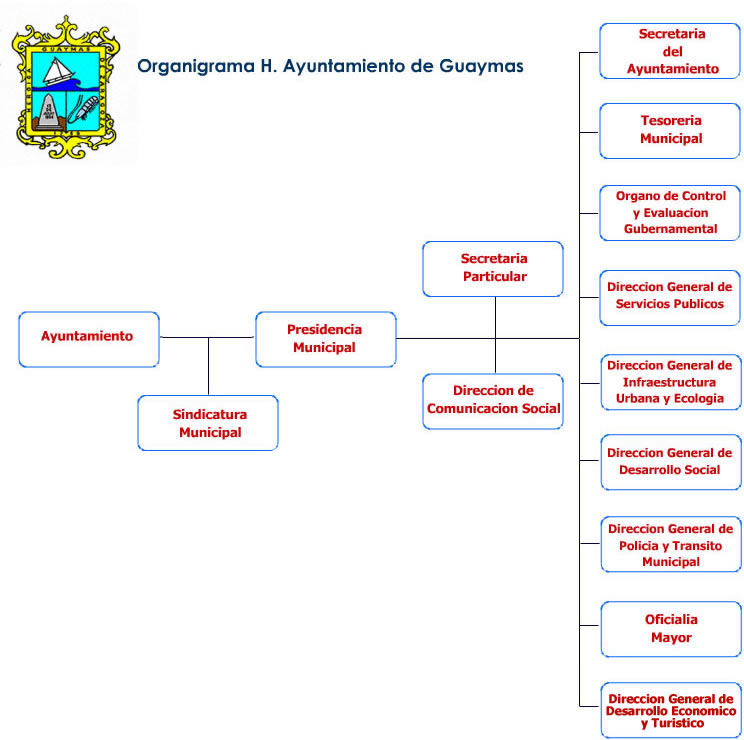 Organigrama H. Ayuntamiento de Guaymas
GUAYMAS
Secretaria
del
Ayuntamiento
Tesoreria
Municipal
Organo de Control
y Evaluacion
Gubernamental
Secretaria
Particular
Direccion General de
Servicios Publicos
Ayuntamiento
Presidencia
Municipal
Direccion General de
Infraestructura
Urbana y Ecologia
Direccion de
Comunicacion Social
Sindicatura
Municipal
Direccion General de
Desarrollo Social
Direccion General de
Policia y Transito
Municipal
Oficialia
Mayor
Direccion General de
Desarrollo Economico
y Turistico